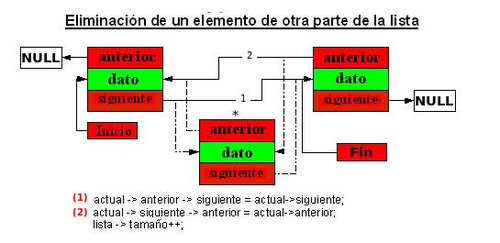 Eliminación de un elemento de otra parte de la lista
NULL
anterior
dato
siguiente
Inicio
2
1
anterior
dato
siguiente
NULL
Fin
*
anterior
dato
siguiente
(1) actual -> anterior -> siguiente = actual->siguiente;
(2) actual -> siguiente -> anterior = actual->anterior;
lista -> tamaño++;